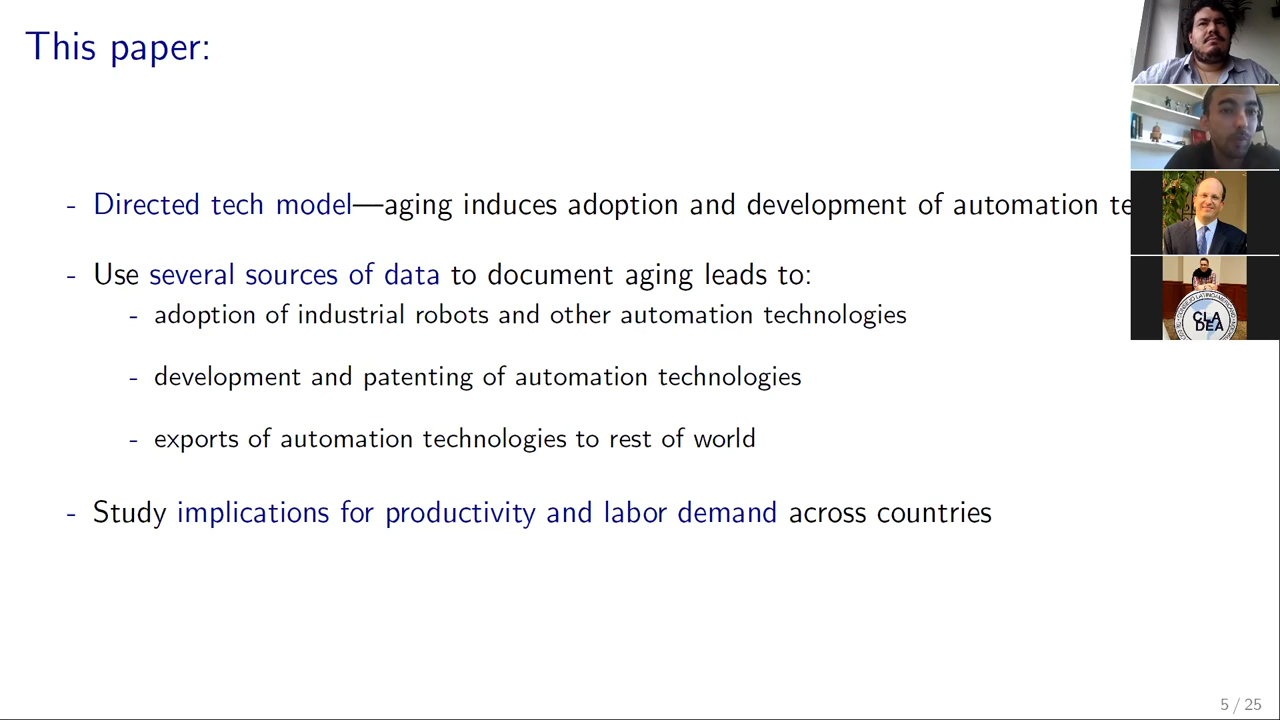 This paper:
- Directed tech model—aging induces adoption and development of automation te
- Use several sources of data to document aging leads to:
- adoption of industrial robots and other automation technologies
- development and patenting of automation technologies
- exports of automation technologies to rest of world
- Study implications for productivity and labor demand across countries
CLA
DEA
5 / 25